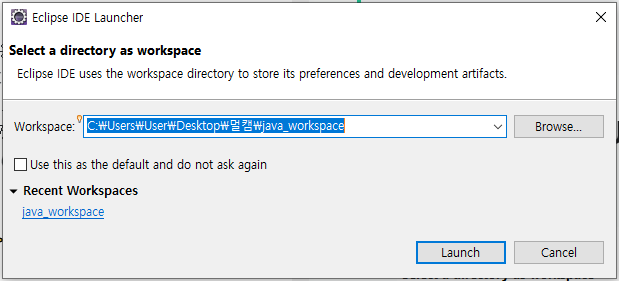 Eclipse IDE Launcher
Select a directory as workspace
Eclipse IDE uses the workspace directory to store its preferences and development artifacts.
Workspace: C:₩Users₩User₩Desktop₩멀캠₩java_workspace Browse...
Use this as the default and do not ask again
Recent Workspaces
java_workspace
Launch Cancel